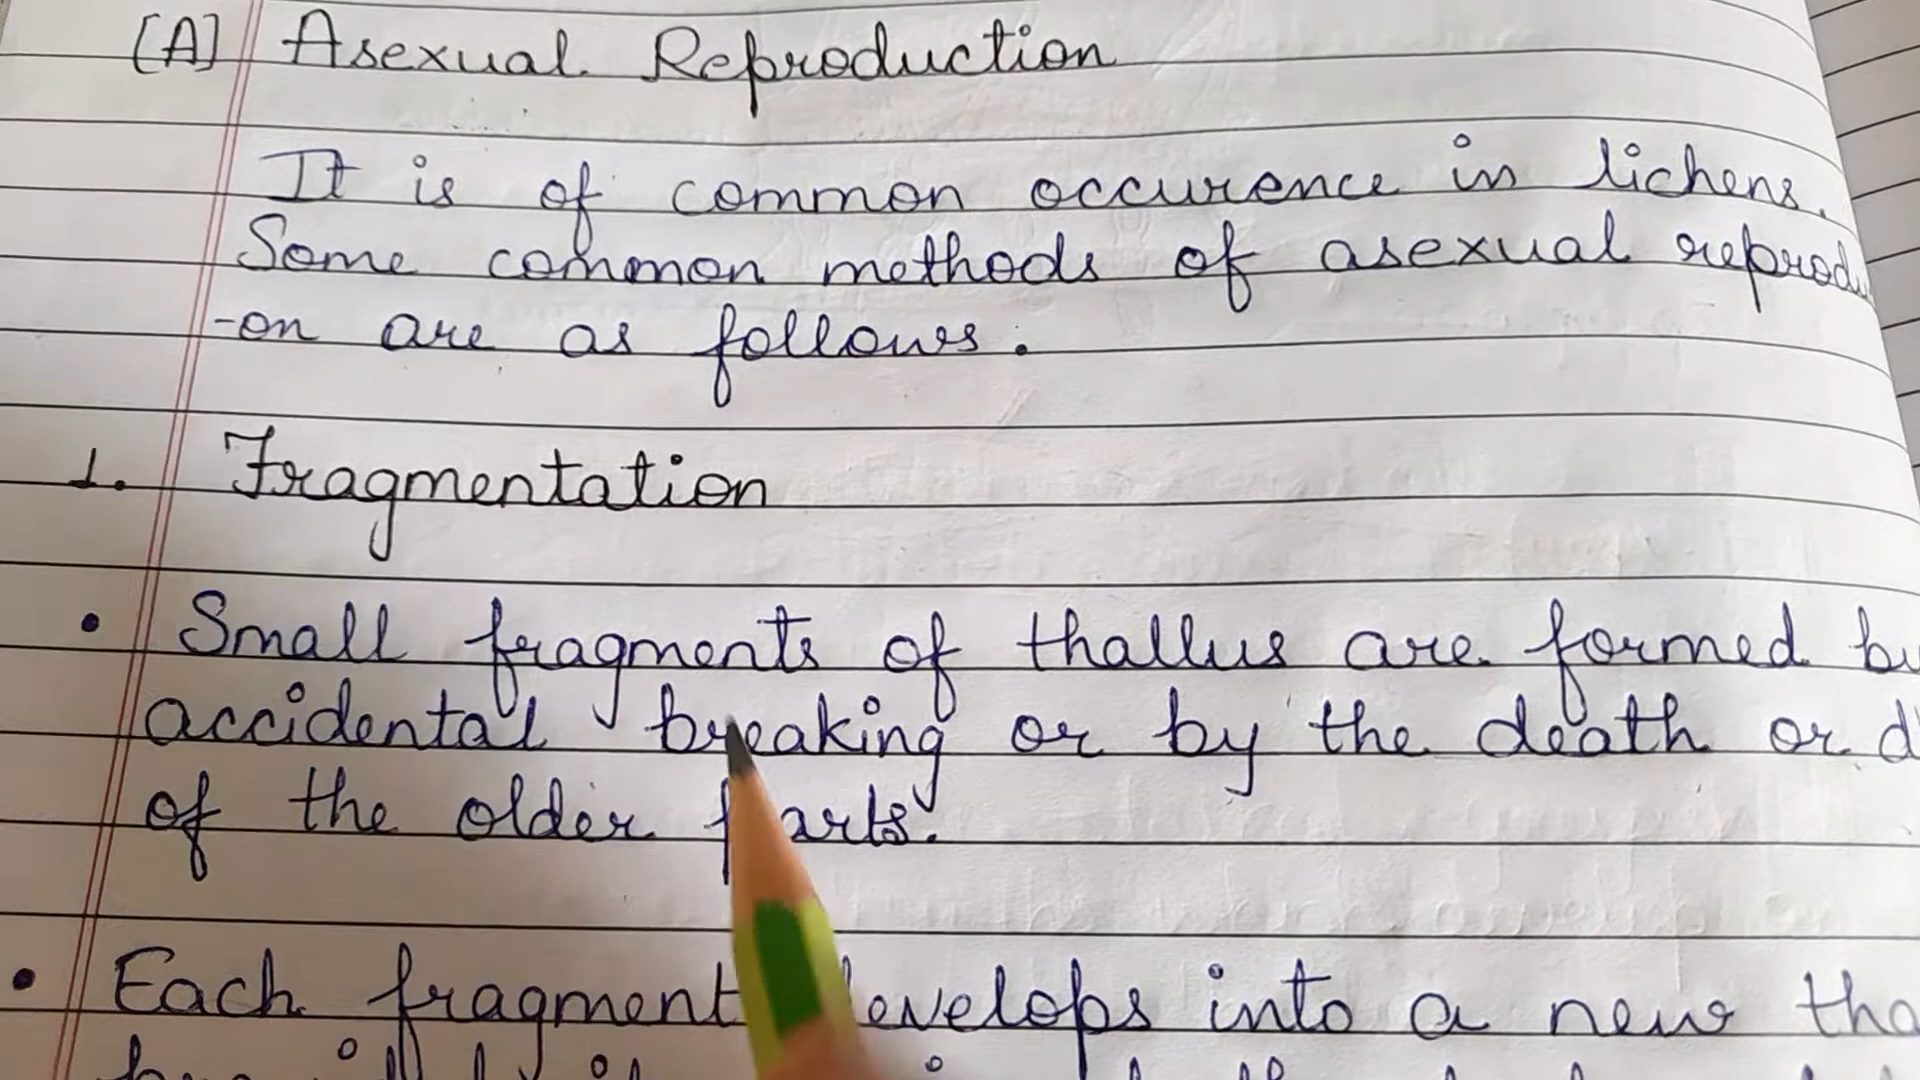 [A] Asexual Reproduction
It is of common occurence in lichens.
Some common methods of asexual
-on are as follows.
1. Fragmentation
• Small fragments of thallus are formed
accidental breaking or by the death or
of the older parts.
• Each fragment develops into a new